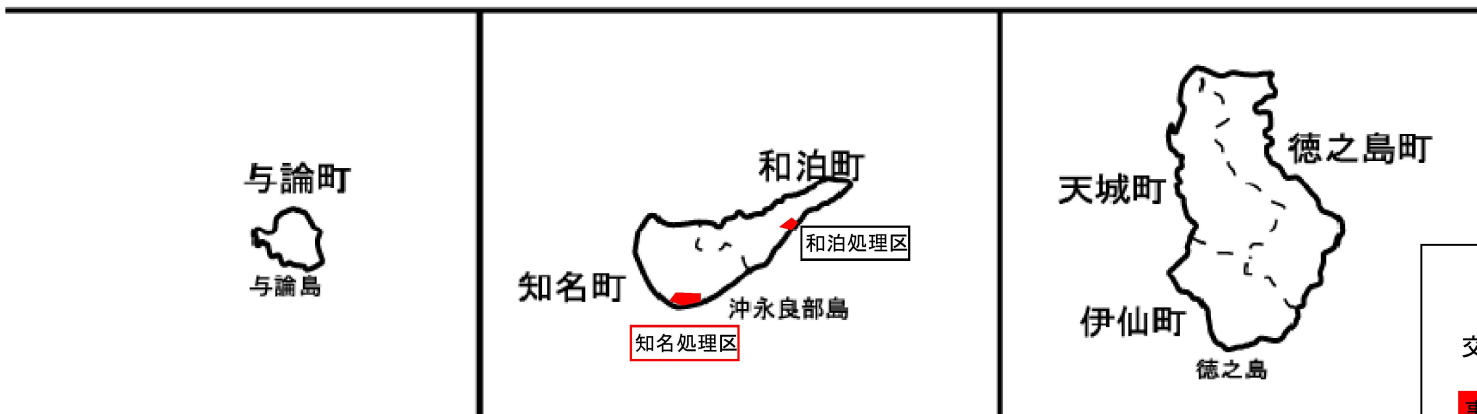 与論町
与論島
和泊町
和泊処理区
知名町
沖永良部島
知名処理区
徳之島町
天城町
伊仙町
徳之島
交